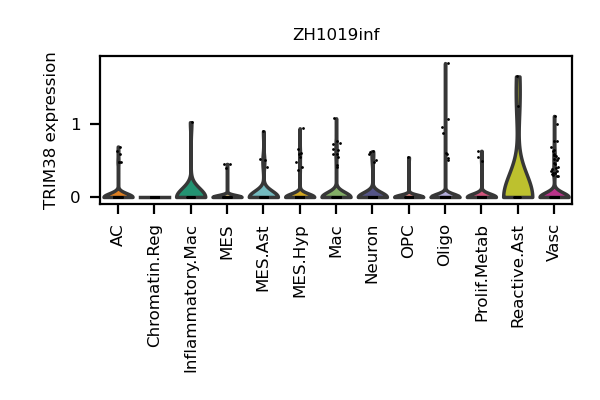 ZH1019inf
TRIM38 expression
1
0
AC
Chromatin.Reg
Inflammatory.Mac
MES
MES.Ast
MES.Hyp
Mac
Neuron
OPC
Oligo
Prolif.Metab
Reactive.Ast
Vasc